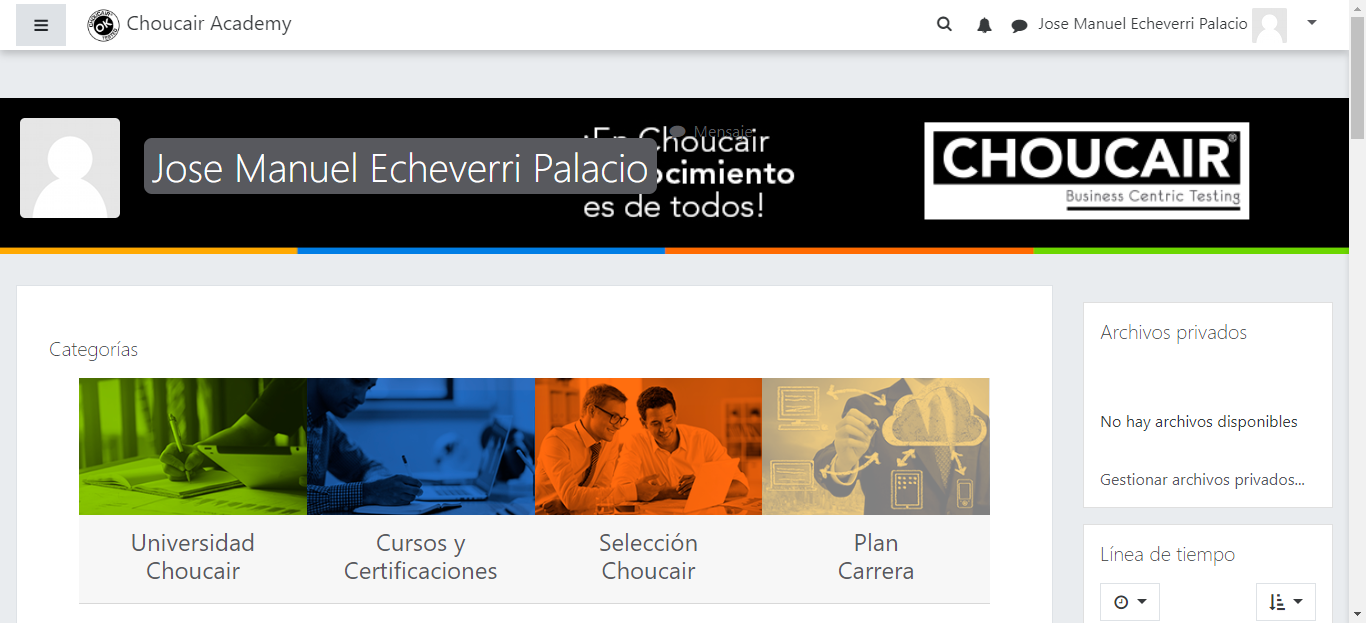 Choucair Academy
Jose Manuel Echeverri Palacio
Mensaje
¡En Choucair
es de todos!
Jose Manuel Echeverri Palacio
CHOUCAIR®
Business Centric Testing
Categorías
Universidad
Choucair
Cursos y
Certificaciones
Selección
Choucair
Plan
Carrera
Archivos privados
No hay archivos disponibles
Gestionar archivos privados...
Línea de tiempo